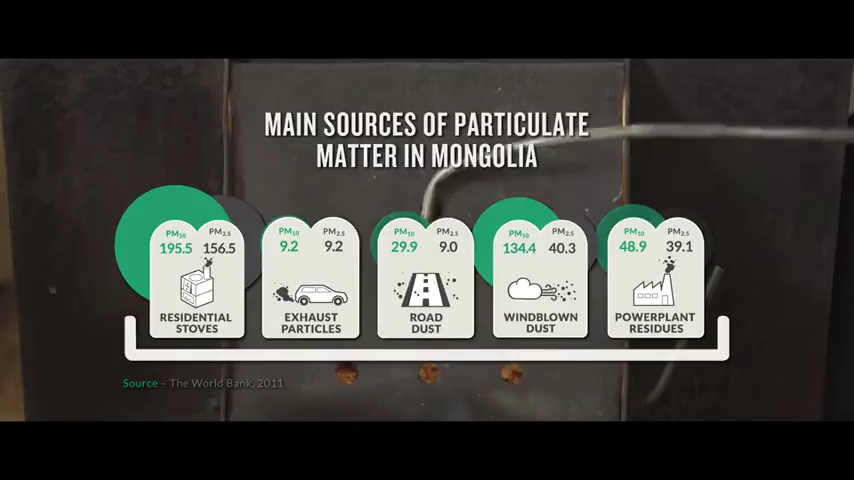 MAIN SOURCES OF PARTICULATE
MATTER IN MONGOLIA
PM10 PM2.5
195.5 156.5
RESIDENTIAL
STOVES
PM10 PM2.5
9.2 9.2
EXHAUST
PARTICLES
PM10 PM2.5
29.9 9.0
ROAD
DUST
PM10 PM2.5
134.4 40.3
WINDBLOWN
DUST
PM10 PM2.5
48.9 39.1
POWERPLANT
RESIDUES
Source – The World Bank, 2011